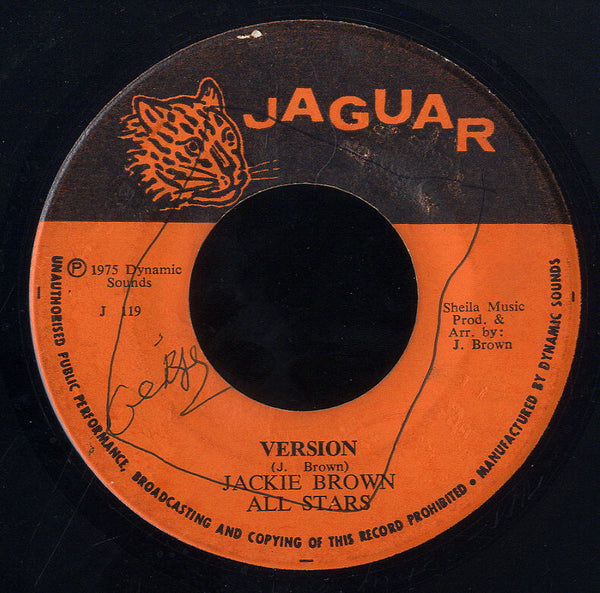 JAGUAR
℗ 1975 Dynamic
Sounds
J 119
Sheila Music
Prod. &
Arr. by:
J. Brown
George
VERSION
(J. Brown)
JACKIE BROWN
ALL STARS
UNAUTHORISED PUBLIC PERFORMANCE, BROADCASTING AND COPYING OF THIS RECORD PROHIBITED • MANUFACTURED BY DYNAMIC SOUNDS